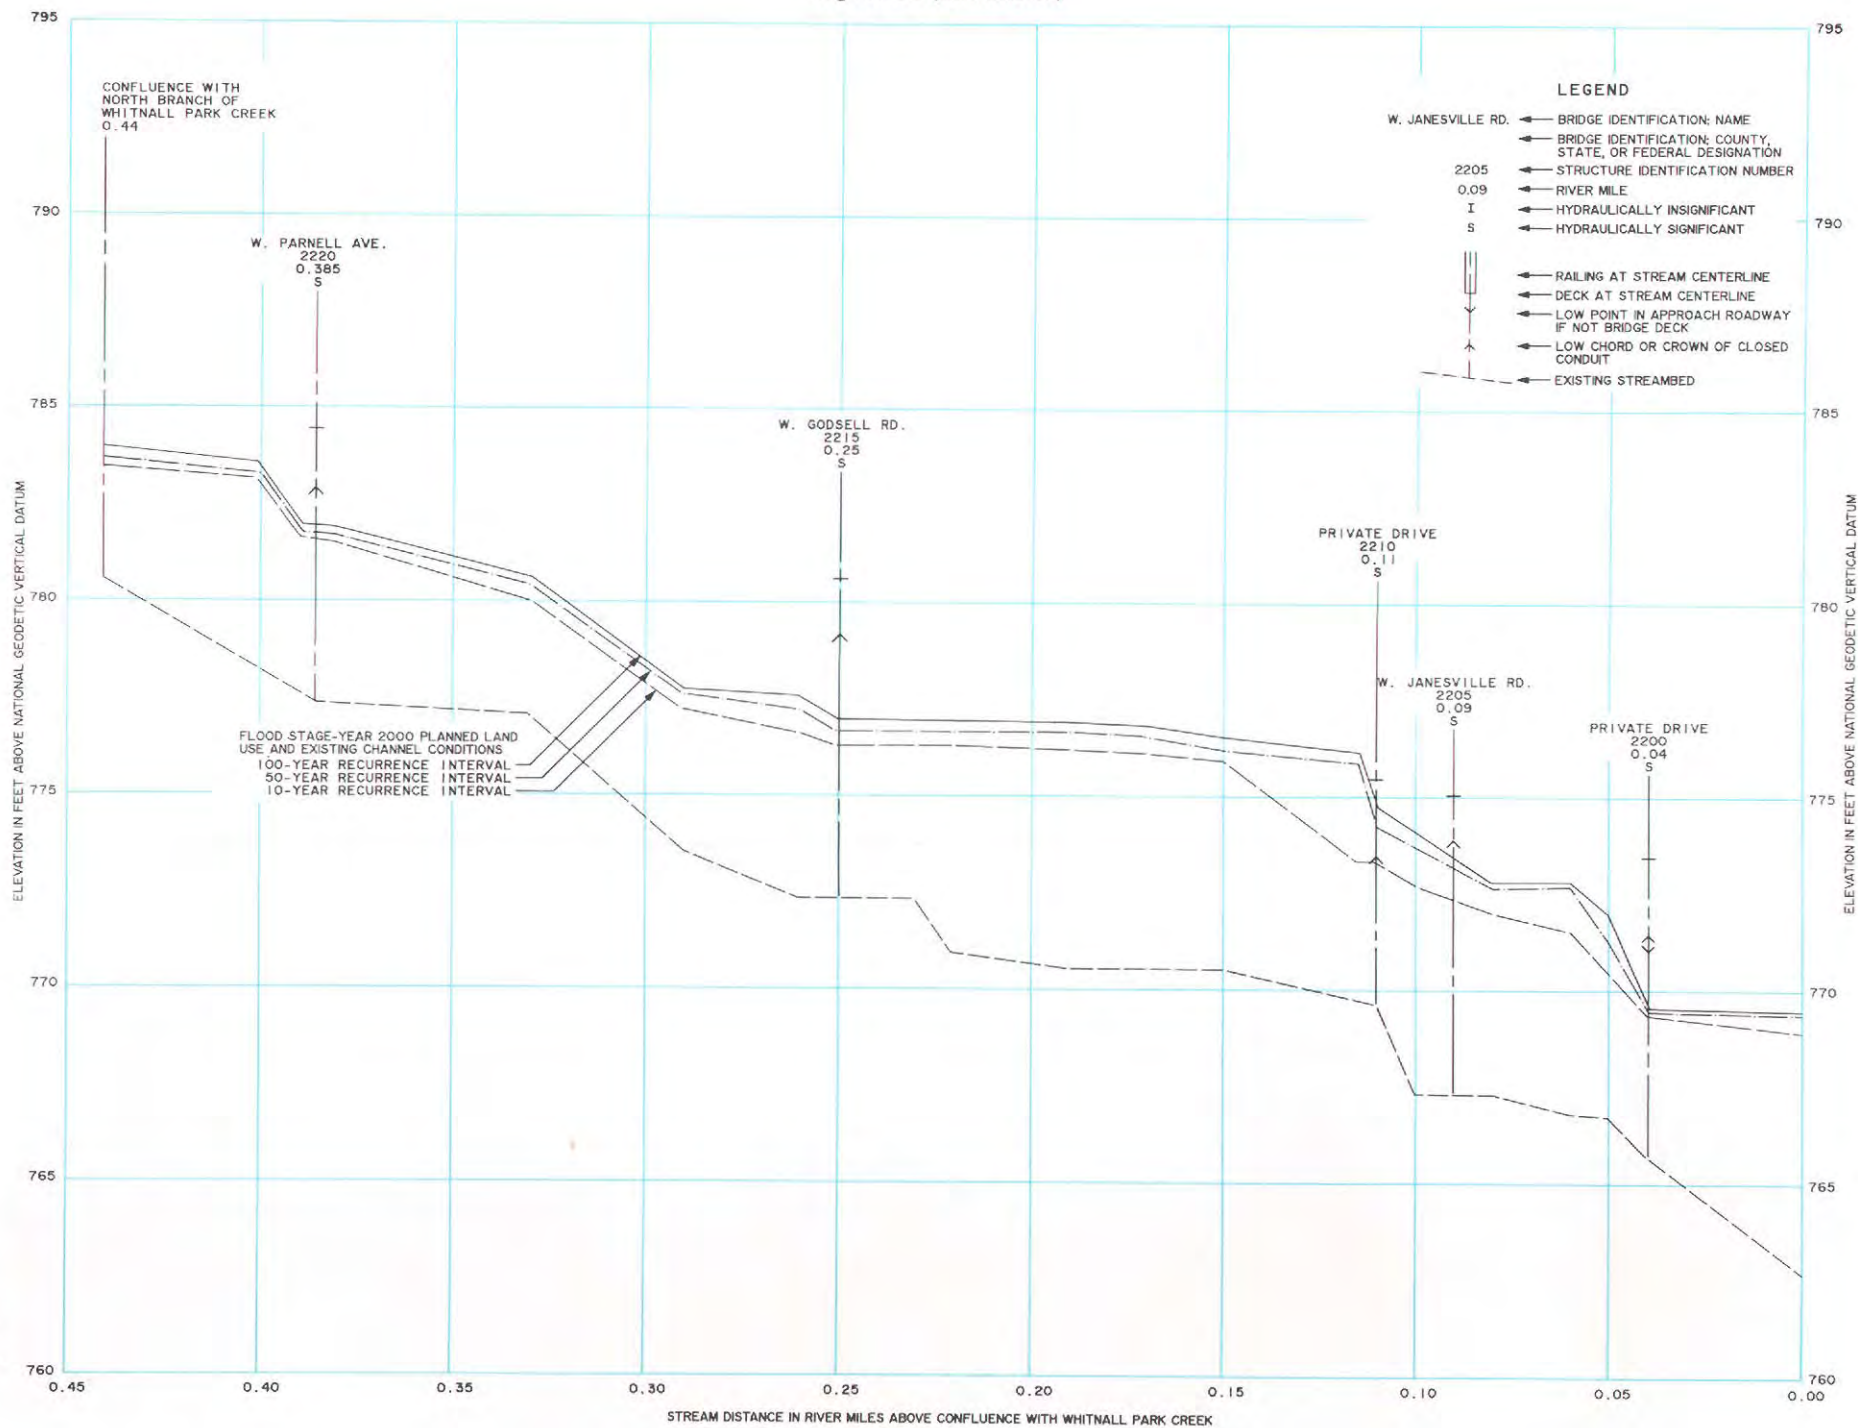 795
795
CONFLUENCE WITH
NORTH BRANCH OF
WHITNALL PARK CREEK
0.44
LEGEND
W. JANESVILLE RD.
BRIDGE IDENTIFICATION; NAME
BRIDGE IDENTIFICATION; COUNTY,
STATE, OR FEDERAL DESIGNATION
2205
STRUCTURE IDENTIFICATION NUMBER
0.09
RIVER MILE
I
HYDRAULICALLY INSIGNIFICANT
S
HYDRAULICALLY SIGNIFICANT
RAILING AT STREAM CENTERLINE
DECK AT STREAM CENTERLINE
LOW POINT IN APPROACH ROADWAY
IF NOT BRIDGE DECK
LOW CHORD OR CROWN OF CLOSED
CONDUIT
EXISTING STREAMBED
790
790
W. PARNELL AVE.
2220
0.385
S
785
785
W. GODSELL RD.
2215
0.25
S
PRIVATE DRIVE
2210
0.11
S
780
780
W. JANESVILLE RD.
2205
0.09
S
PRIVATE DRIVE
2200
0.04
S
FLOOD STAGE-YEAR 2000 PLANNED LAND
USE AND EXISTING CHANNEL CONDITIONS
100-YEAR RECURRENCE INTERVAL
50-YEAR RECURRENCE INTERVAL
10-YEAR RECURRENCE INTERVAL
775
775
770
770
765
765
760
760
ELEVATION IN FEET ABOVE NATIONAL GEODETIC VERTICAL DATUM
ELEVATION IN FEET ABOVE NATIONAL GEODETIC VERTICAL DATUM
0.45 0.40 0.35 0.30 0.25 0.20 0.15 0.10 0.05 0.00
STREAM DISTANCE IN RIVER MILES ABOVE CONFLUENCE WITH WHITNALL PARK CREEK